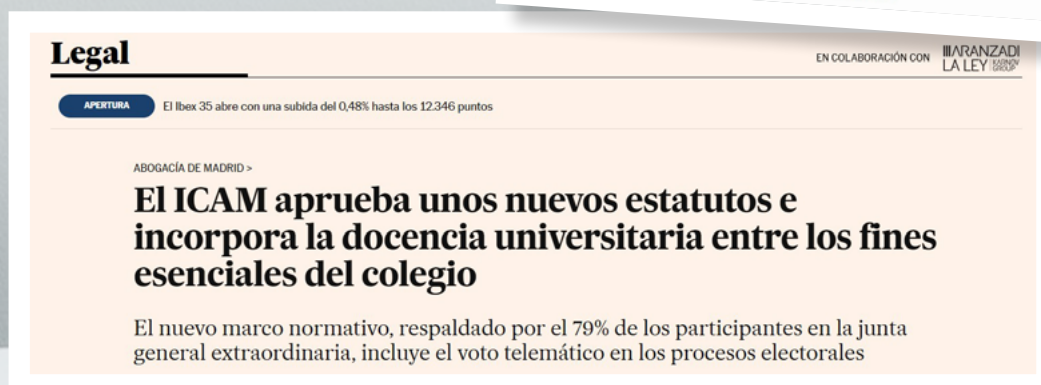 Legal
EN COLABORACIÓN CON
ARANZADI
LA LEY KARNOV
GROUP
APERTURA El Ibex 35 abre con una subida del 0,48% hasta los 12.346 puntos
ABOGACÍA DE MADRID >
El ICAM aprueba unos nuevos estatutos e
incorpora la docencia universitaria entre los fines
esenciales del colegio
El nuevo marco normativo, respaldado por el 79% de los participantes en la junta
general extraordinaria, incluye el voto telemático en los procesos electorales